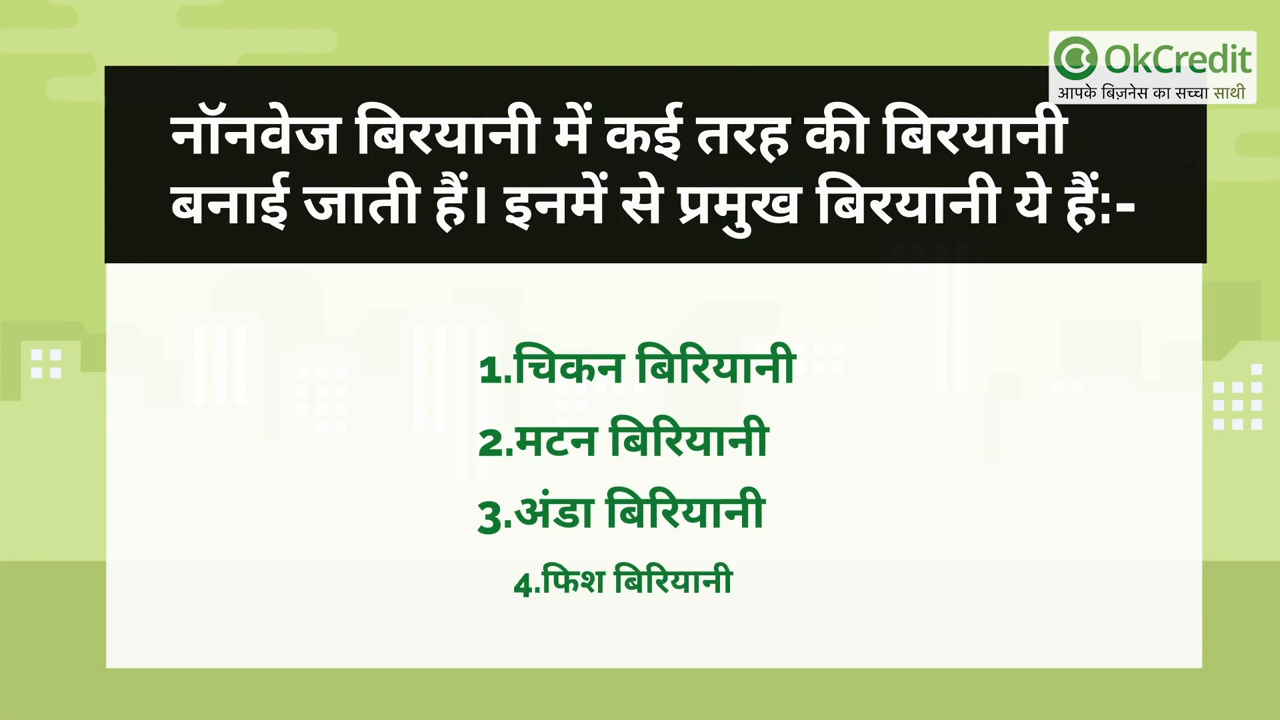 OkCredit
आपके बिज़नेस का सच्चा साथी
नॉनवेज बिरयानी में कई तरह की बिरयानी
बनाई जाती हैं। इनमें से प्रमुख बिरयानी ये हैं:-
1.चिकन बिरियानी
2.मटन बिरियानी
3.अंडा बिरियानी
4.फिश बिरियानी